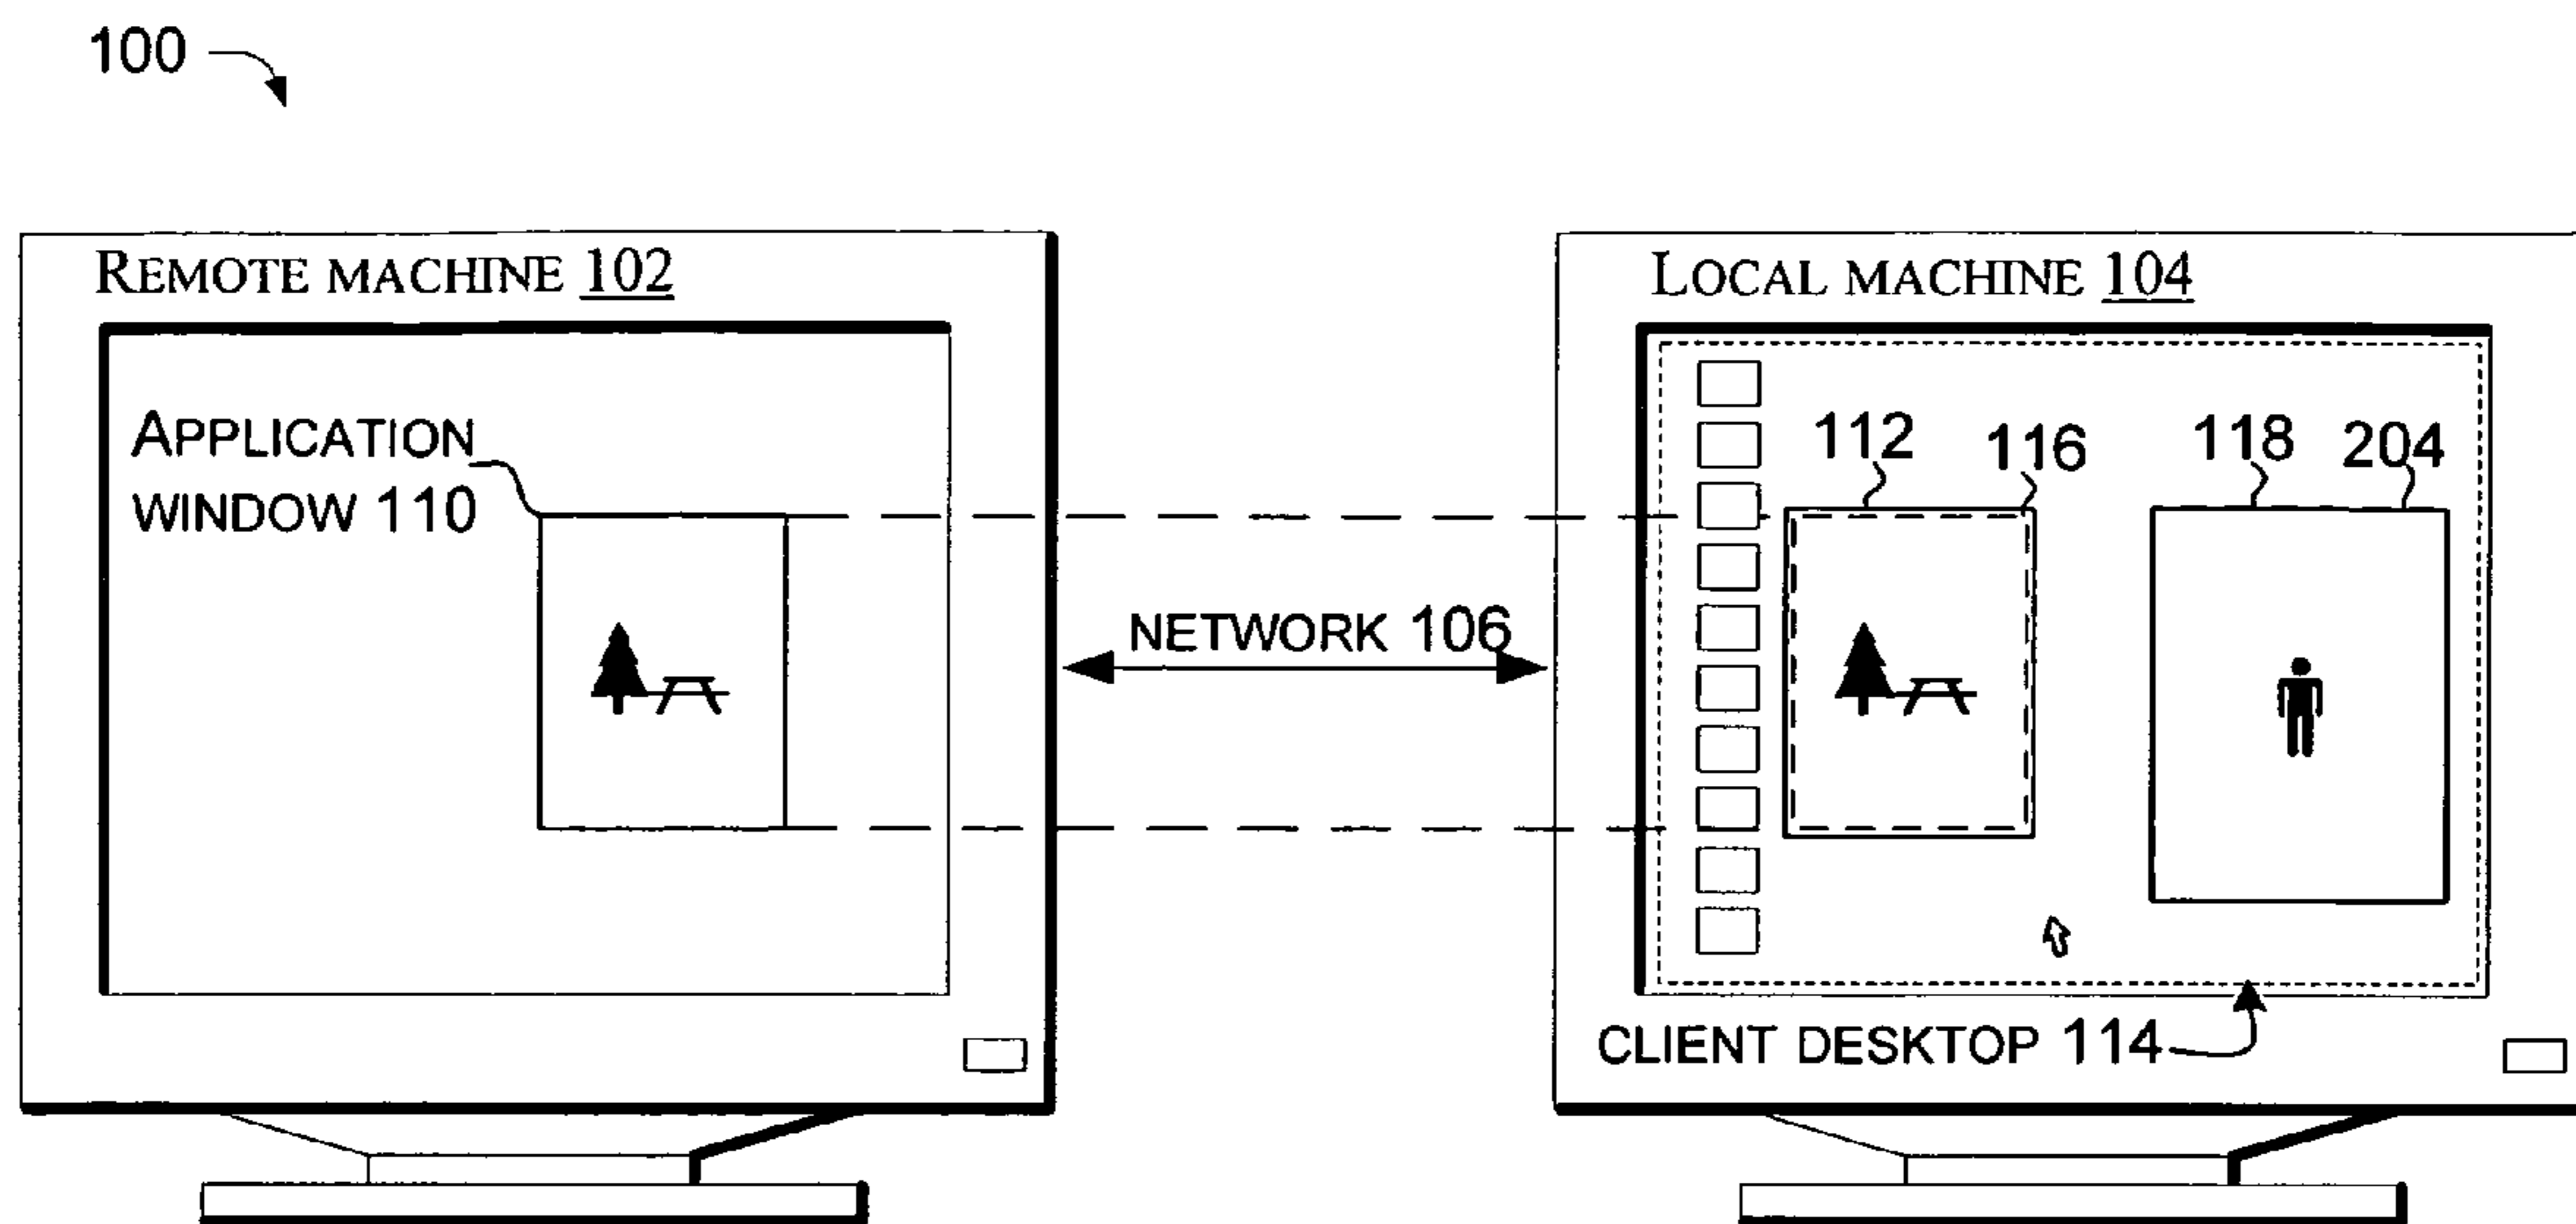 100
REMOTE MACHINE 102
LOCAL MACHINE 104
APPLICATION
WINDOW 110
112
116
118
204
NETWORK 106
CLIENT DESKTOP 114